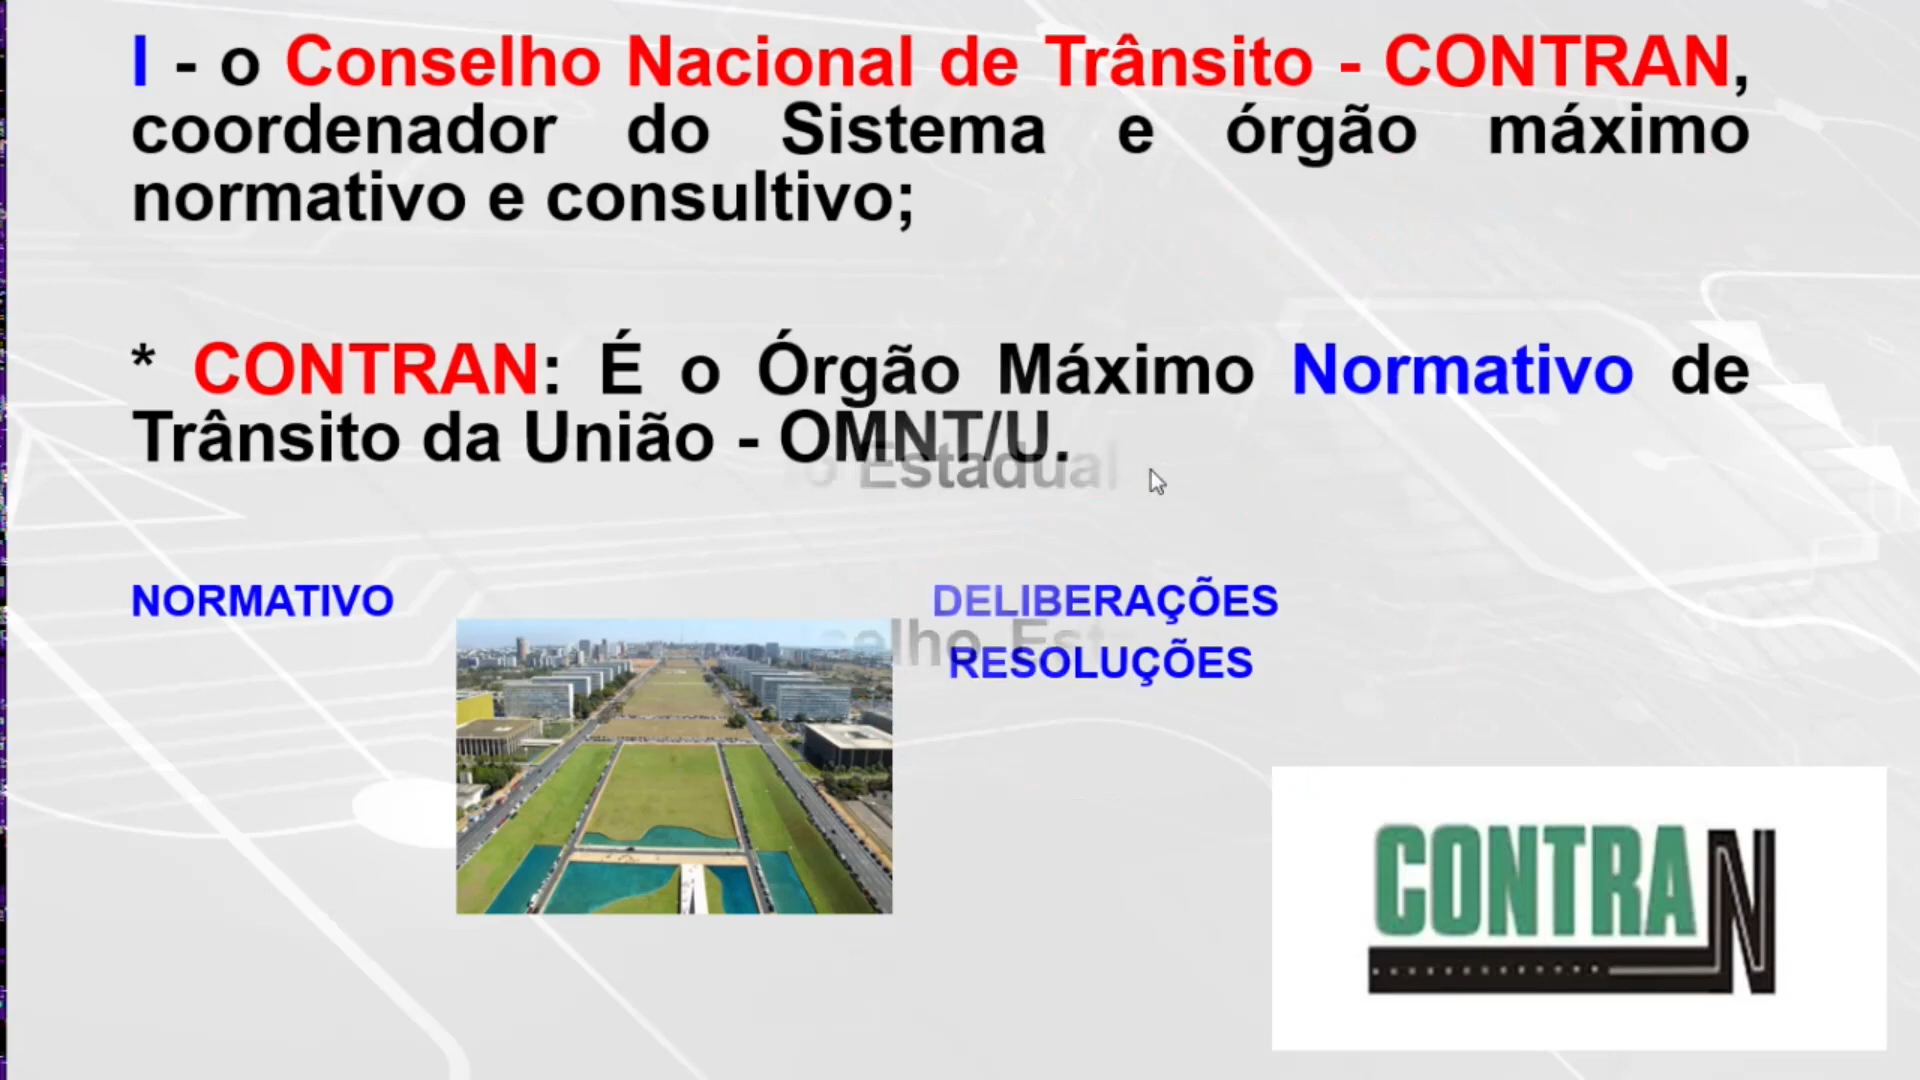 I - o Conselho Nacional de Trânsito - CONTRAN,
coordenador do Sistema e órgão máximo
normativo e consultivo;
* CONTRAN: É o Órgão Máximo Normativo de
Trânsito da União - OMNT/U.
o Estadual
NORMATIVO
DELIBERAÇÕES
RESOLUÇÕES
CONTRAN